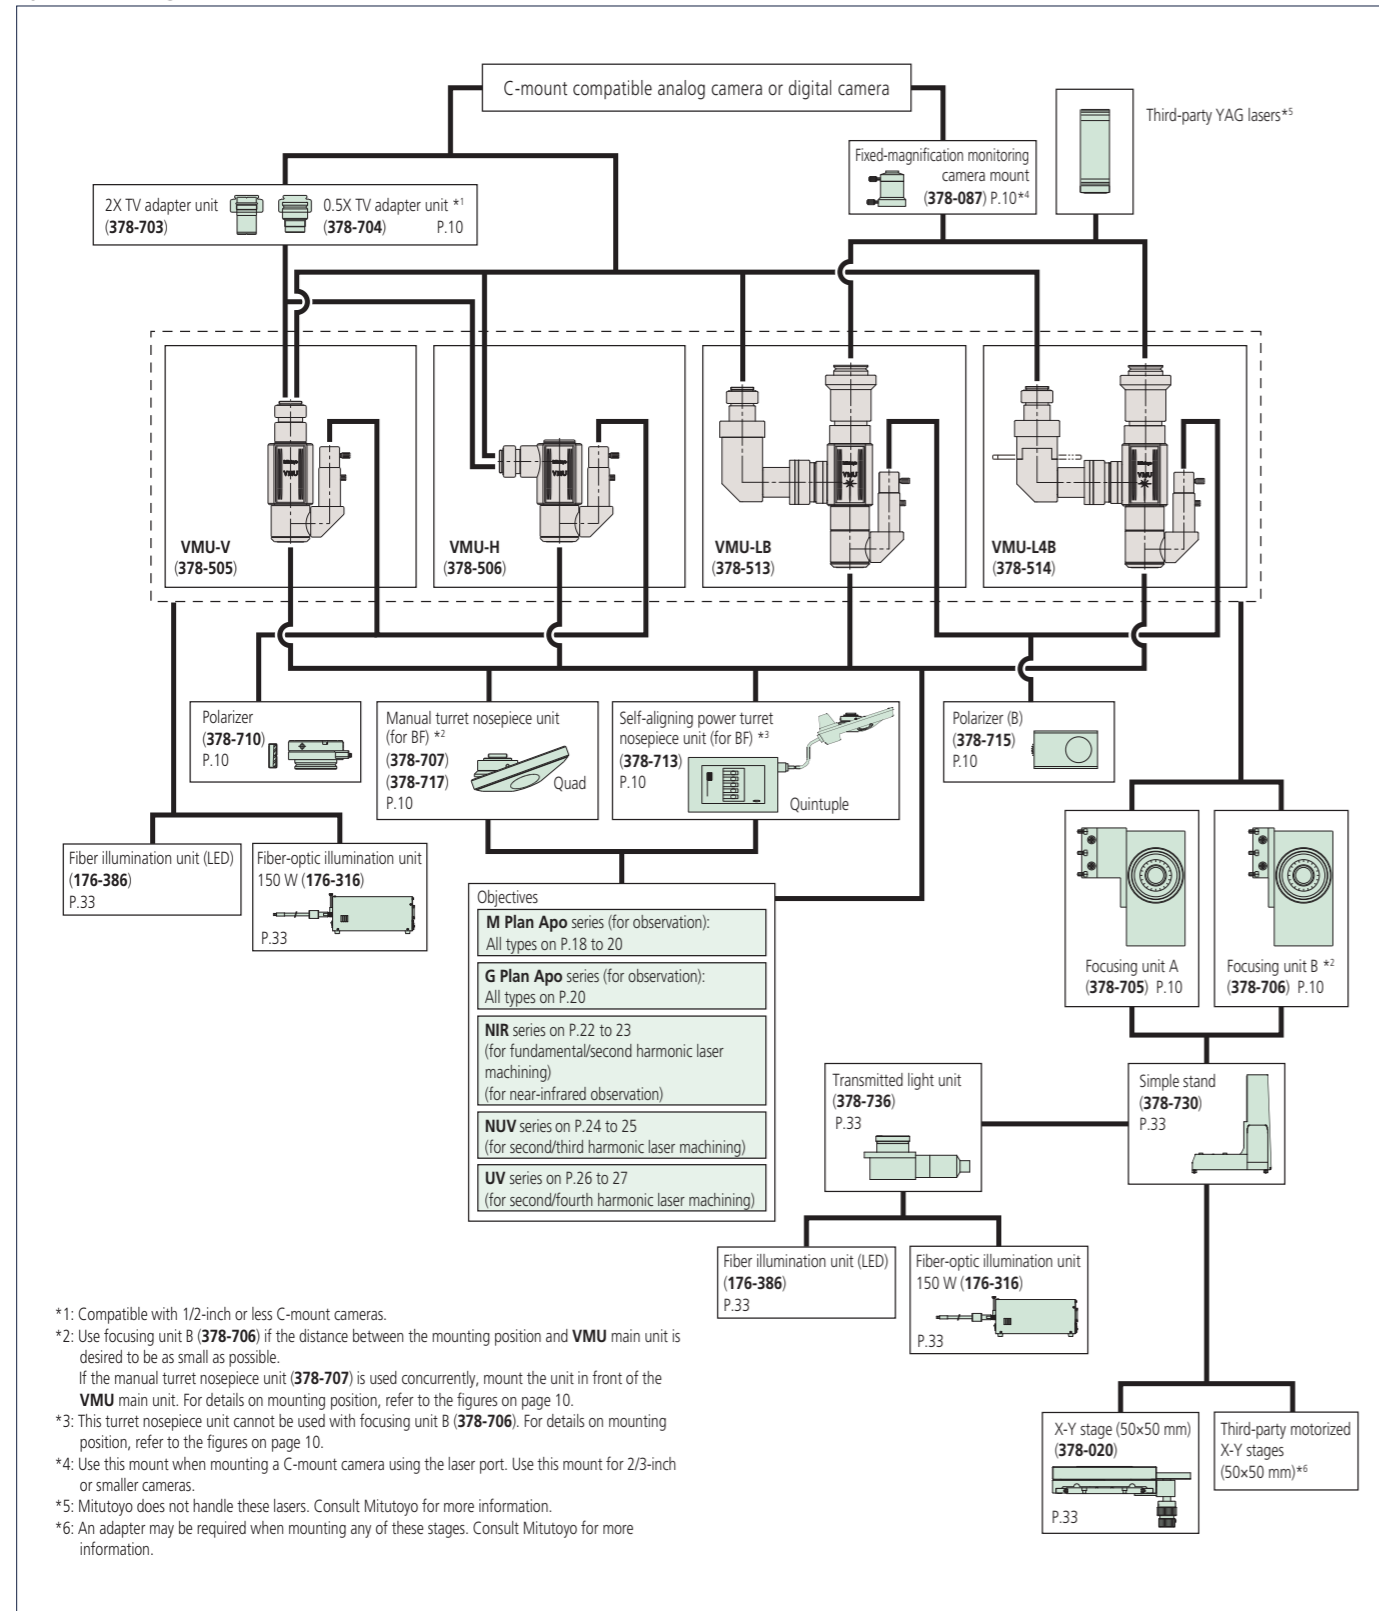 C-mount compatible analog camera or digital camera
Third-party YAG lasers*5
Fixed-magnification monitoring
camera mount
(378-087) P.10*4
2X TV adapter unit
(378-703)
0.5X TV adapter unit *1
(378-704) P.10
VMU-V
(378-505)
VMU-H
(378-506)
VMU-LB
(378-513)
VMU-L4B
(378-514)
Polarizer
(378-710)
P.10
Manual turret nosepiece unit
(for BF) *2
(378-707)
(378-717)
P.10
Quad
Self-aligning power turret
nosepiece unit (for BF) *3
(378-713)
P.10
Quintuple
Polarizer (B)
(378-715)
P.10
Fiber illumination unit (LED)
(176-386)
P.33
Fiber-optic illumination unit
150 W (176-316)
P.33
Objectives
M Plan Apo series (for observation):
All types on P.18 to 20
G Plan Apo series (for observation):
All types on P.20
NIR series on P.22 to 23
(for fundamental/second harmonic laser
machining)
(for near-infrared observation)
NUV series on P.24 to 25
(for second/third harmonic laser machining)
UV series on P.26 to 27
(for second/fourth harmonic laser machining)
Focusing unit A
(378-705) P.10
Focusing unit B *2
(378-706) P.10
Transmitted light unit
(378-736)
P.33
Simple stand
(378-730)
P.33
Fiber illumination unit (LED)
(176-386)
P.33
Fiber-optic illumination unit
150 W (176-316)
P.33
X-Y stage (50×50 mm)
(378-020)
P.33
Third-party motorized
X-Y stages
(50×50 mm)*6
*1: Compatible with 1/2-inch or less C-mount cameras.
*2: Use focusing unit B (378-706) if the distance between the mounting position and VMU main unit is
desired to be as small as possible.
If the manual turret nosepiece unit (378-707) is used concurrently, mount the unit in front of the
VMU main unit. For details on mounting position, refer to the figures on page 10.
*3: This turret nosepiece unit cannot be used with focusing unit B (378-706). For details on mounting
position, refer to the figures on page 10.
*4: Use this mount when mounting a C-mount camera using the laser port. Use this mount for 2/3-inch
or smaller cameras.
*5: Mitutoyo does not handle these lasers. Consult Mitutoyo for more information.
*6: An adapter may be required when mounting any of these stages. Consult Mitutoyo for more
information.